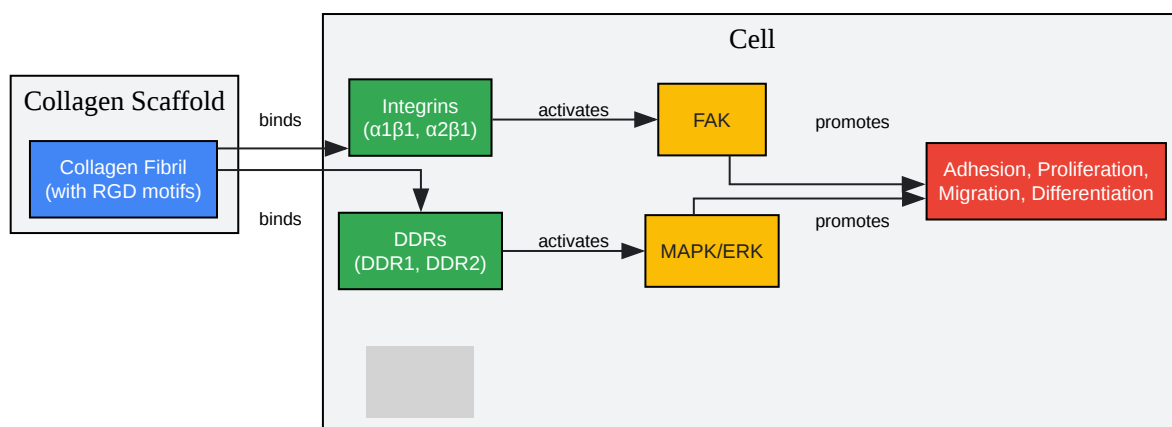 Cell
Collagen Scaffold
binds
Integrins
(α1β1, α2β1)
activates
FAK
promotes
Collagen Fibril
(with RGD motifs)
Adhesion, Proliferation,
Migration, Differentiation
binds
DDRs
(DDR1, DDR2)
activates
MAPK/ERK
promotes